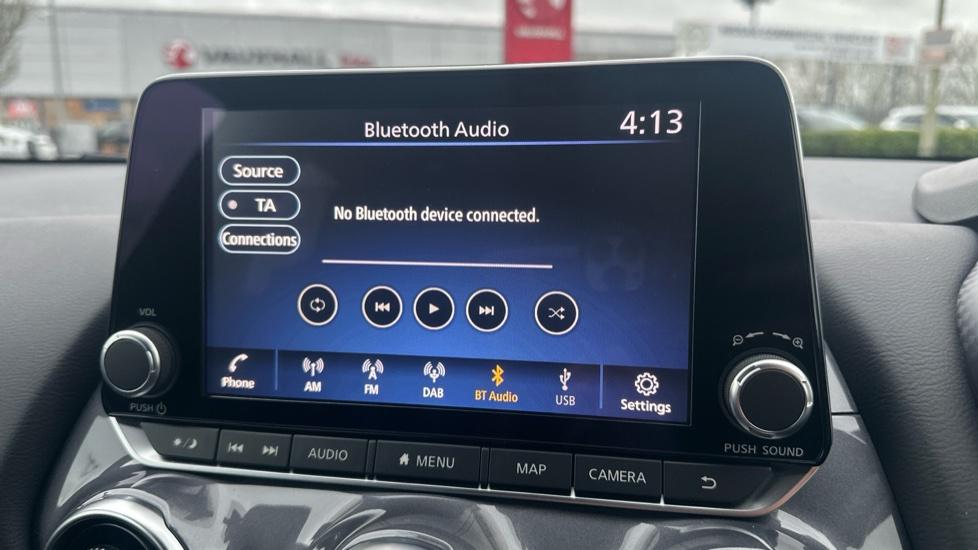 VAUXHALL
VAUXHALL
Bluetooth Audio
4:13
Source
TA
Connections
No Bluetooth device connected.
Phone
AM
FM
DAB
BT Audio
USB
Settings
VOL
PUSH
PUSH SOUND
AUDIO
MENU
MAP
CAMERA